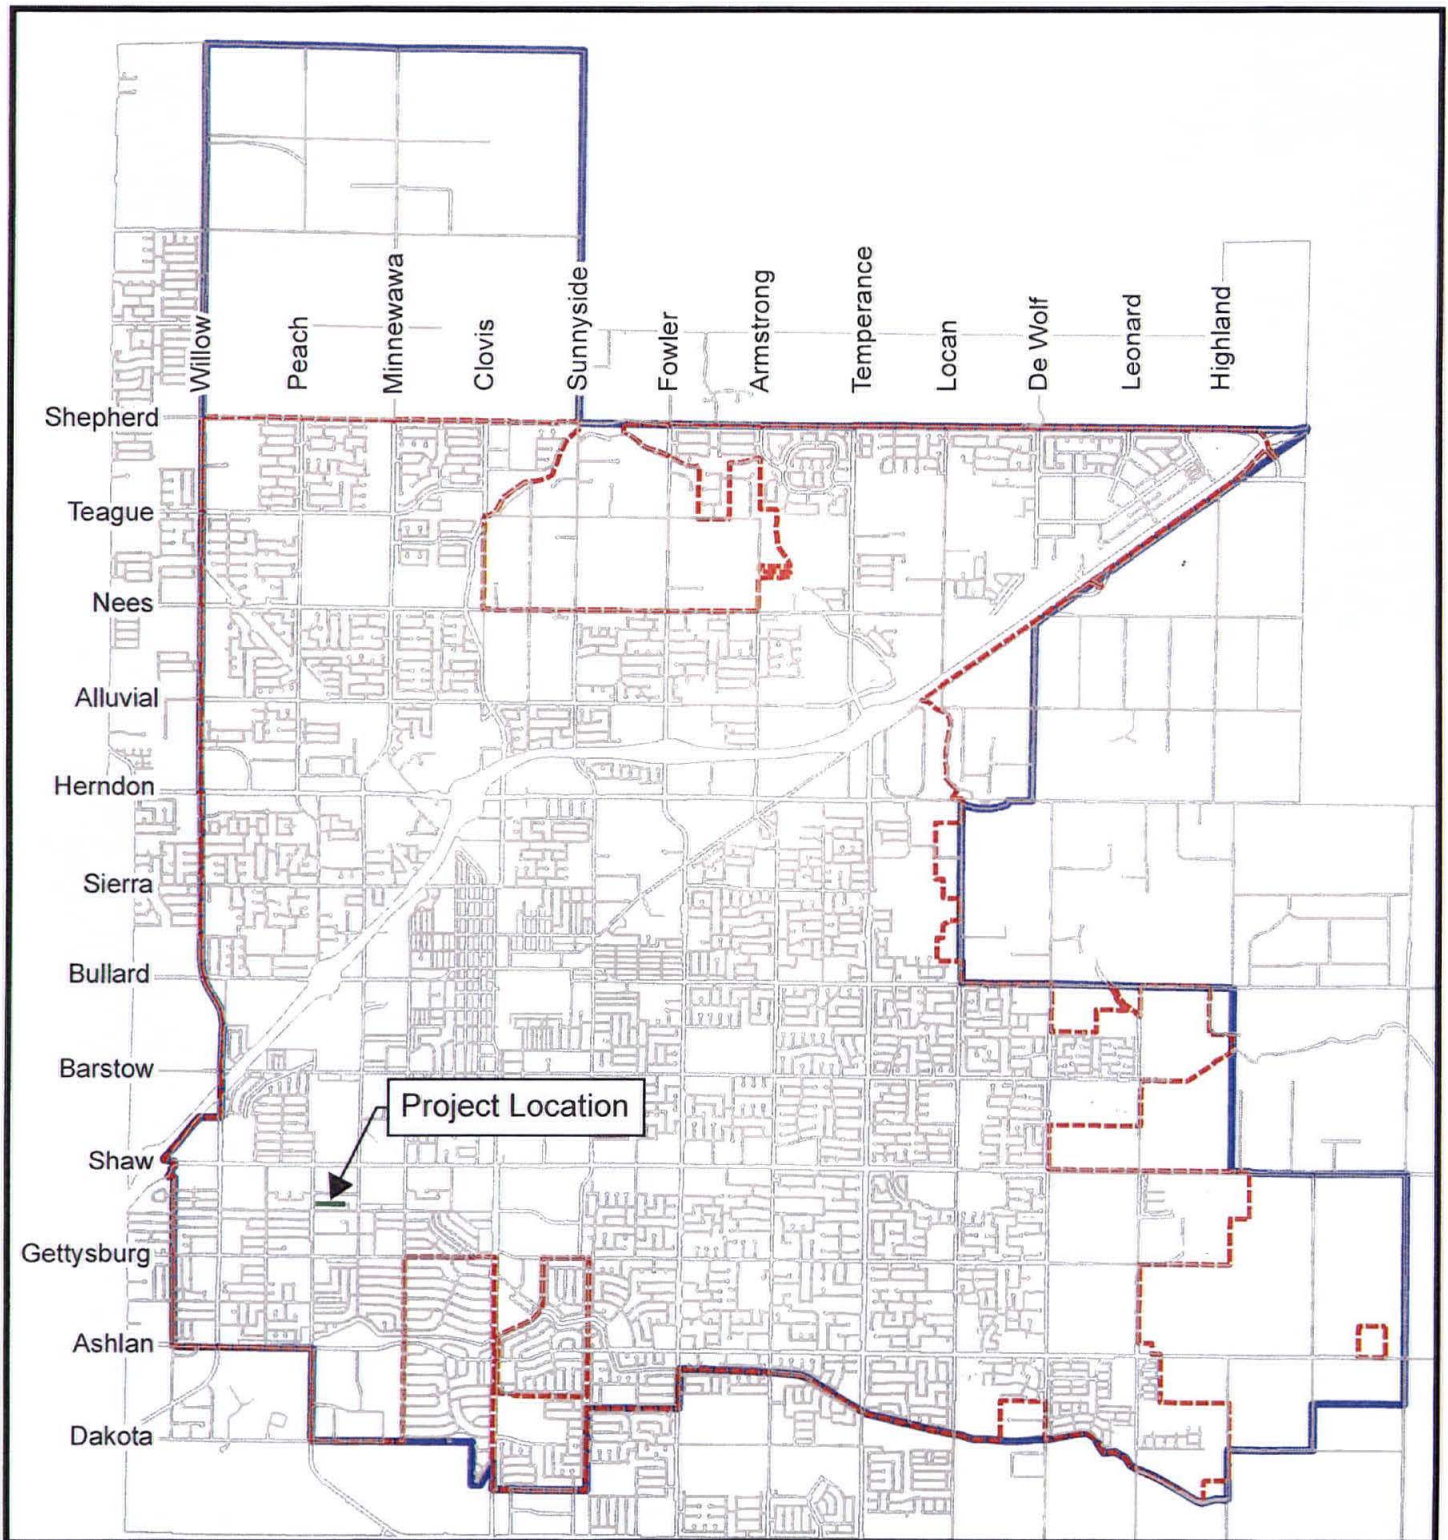 Willow
Peach
Minnewawa
Clovis
Sunnyside
Fowler
Armstrong
Temperance
Locan
De Wolf
Leonard
Highland
Shepherd
Teague
Nees
Alluvial
Herndon
Sierra
Bullard
Barstow
Project Location
Shaw
Gettysburg
Ashlan
Dakota